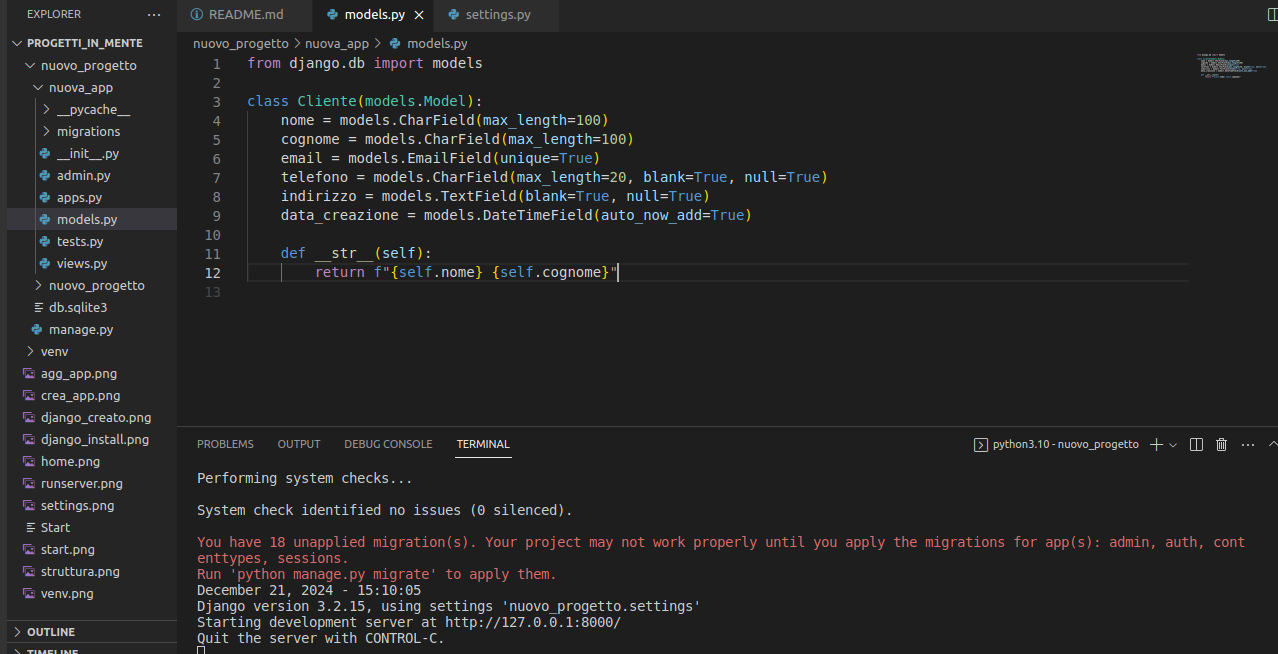 EXPLORER
PROGETTI_IN_MENTE
nuovo_progetto
nuova_app
__pycache__
migrations
__init__.py
admin.py
apps.py
models.py
tests.py
views.py
nuovo_progetto
db.sqlite3
manage.py
venv
agg_app.png
crea_app.png
django_creato.png
django_install.png
home.png
runserver.png
settings.png
Start
start.png
struttura.png
venv.png
OUTLINE
TIMELINE
README.md
models.py
settings.py
nuovo_progetto > nuova_app > models.py
1 from django.db import models
2
3 class Cliente(models.Model):
4     nome = models.CharField(max_length=100)
5     cognome = models.CharField(max_length=100)
6     email = models.EmailField(unique=True)
7     telefono = models.CharField(max_length=20, blank=True, null=True)
8     indirizzo = models.TextField(blank=True, null=True)
9     data_creazione = models.DateTimeField(auto_now_add=True)
10
11     def __str__(self):
12         return f"{self.nome} {self.cognome}"
13
PROBLEMS OUTPUT DEBUG CONSOLE TERMINAL
python3.10 - nuovo_progetto
Performing system checks...
System check identified no issues (0 silenced).
You have 18 unapplied migration(s). Your project may not work properly until you apply the migrations for app(s): admin, auth, cont
enttypes, sessions.
Run 'python manage.py migrate' to apply them.
December 21, 2024 - 15:10:05
Django version 3.2.15, using settings 'nuovo_progetto.settings'
Starting development server at http://127.0.0.1:8000/
Quit the server with CONTROL-C.